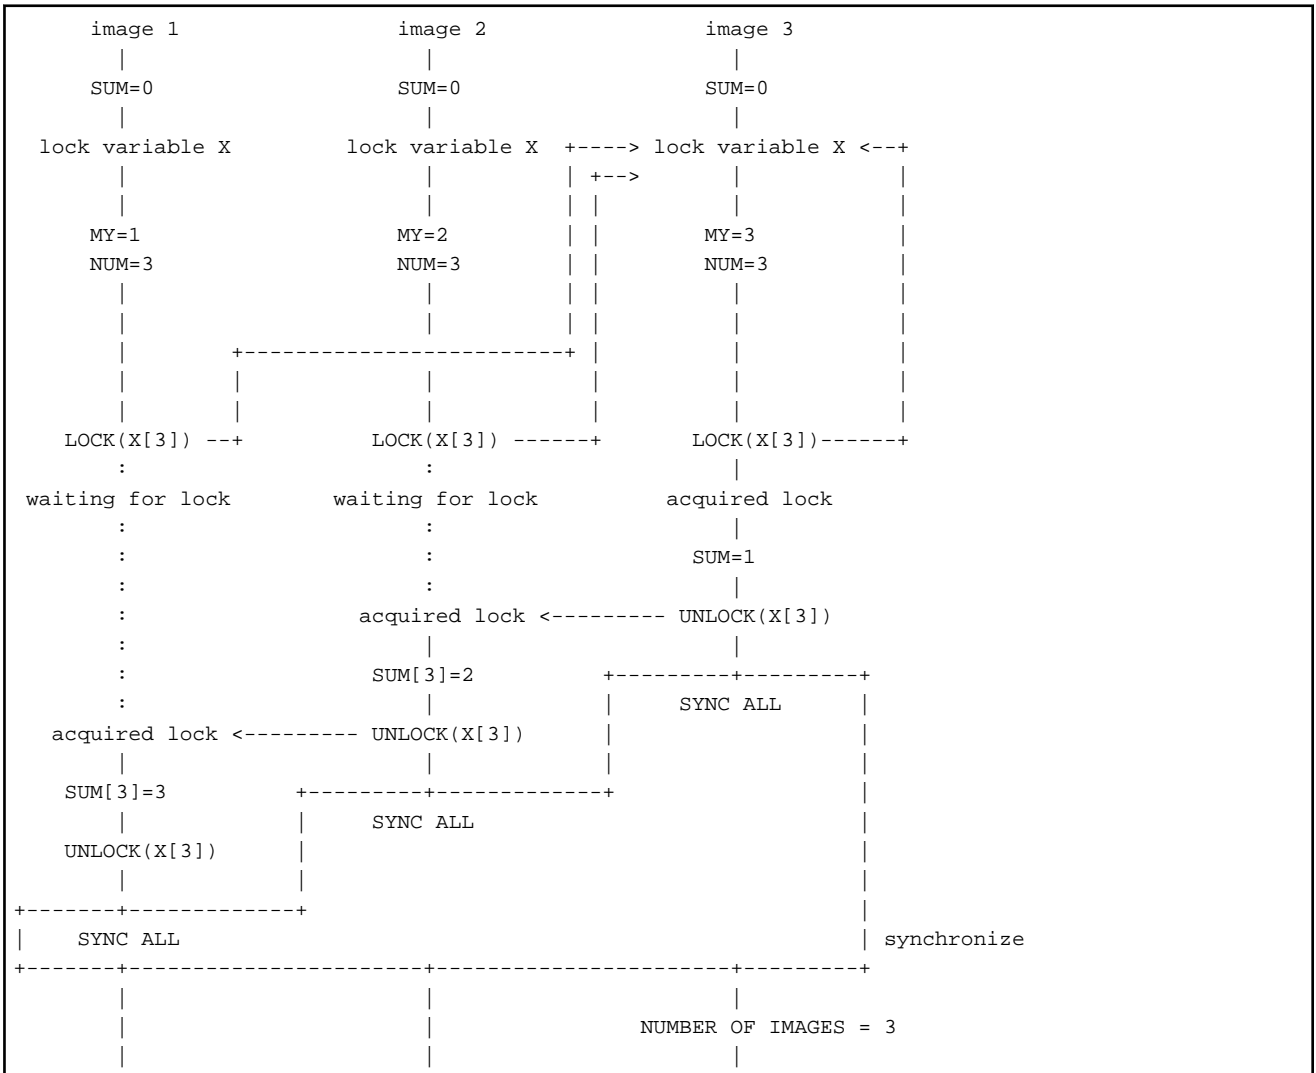 image 1                 image 2                 image 3
|                       |                       |
SUM=0                   SUM=0                   SUM=0
|                       |                       |
lock variable X         lock variable X  +----> lock variable X <--+
|                       |          | +-->       |            |
|                       |          | |          |            |
MY=1                    MY=2       | |          MY=3         |
NUM=3                   NUM=3      | |          NUM=3        |
|                       |          | |          |            |
|                       |          | |          |            |
|        +--------------------------+ |          |            |
|        |              |            |          |            |
|        |              |            |          |            |
LOCK(X[3]) --+          LOCK(X[3]) ------+       LOCK(X[3])------+
:                       :                       |
waiting for lock        waiting for lock        acquired lock
:                       :                       |
:                       :                       SUM=1
:                       :                       |
:                  acquired lock <--------- UNLOCK(X[3])
:                       |                       |
:                   SUM[3]=2          +---------+---------+
:                       |             |     SYNC ALL      |
acquired lock <--------- UNLOCK(X[3])      |                   |
|                       |             |                   |
SUM[3]=3          +---------+-------------+                   |
|             |     SYNC ALL                              |
UNLOCK(X[3])      |                                           |
|             |                                           |
+-------+-------------+                                           |
|    SYNC ALL                                                     | synchronize
+-------+-----------------------+-----------------------+---------+
|                       |                       |
|                       |                NUMBER OF IMAGES = 3
|                       |                       |